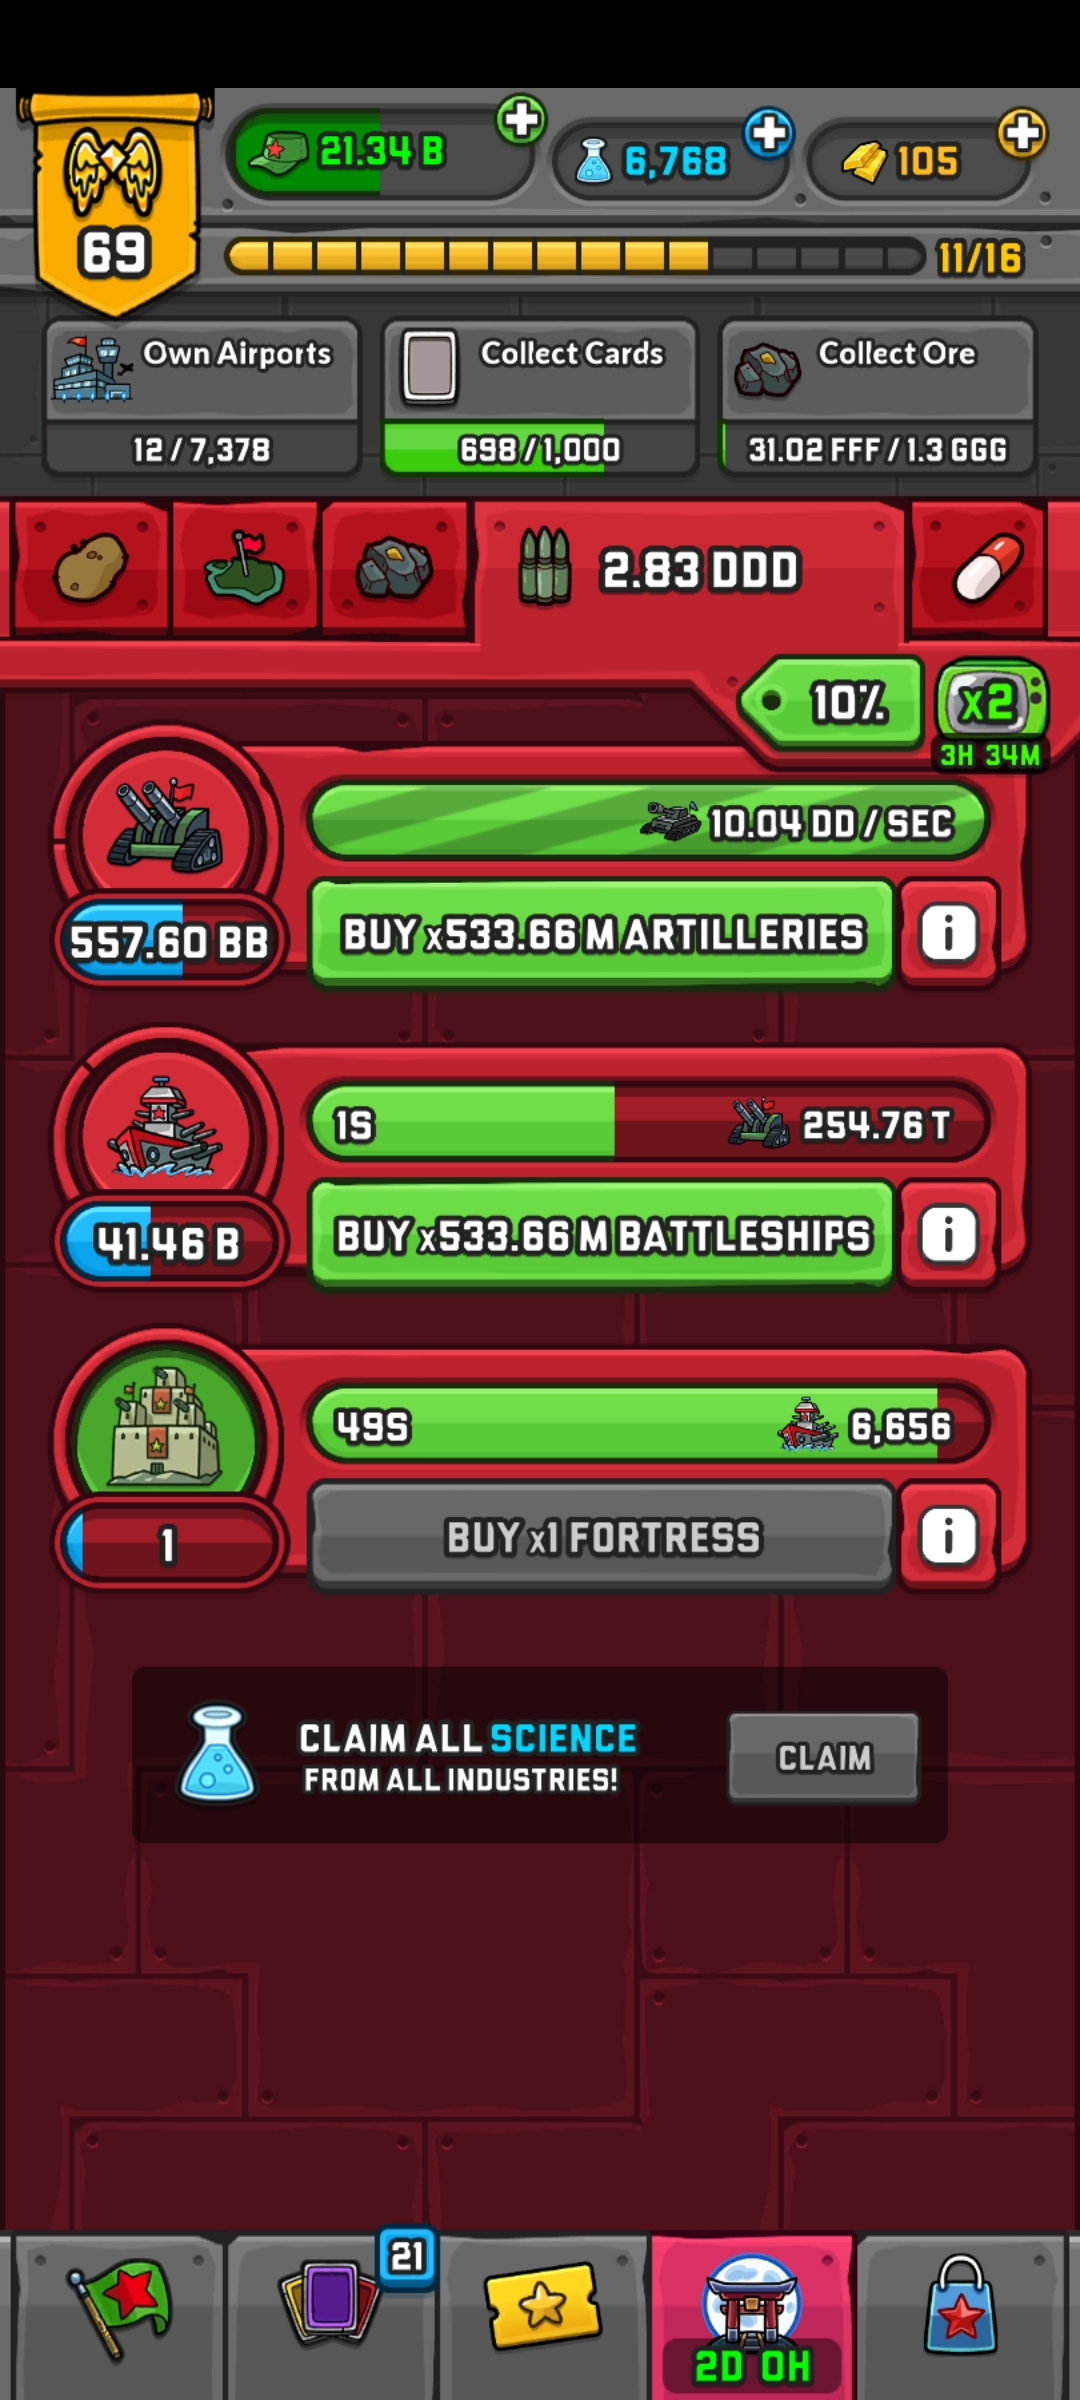 21.34 B
6,768
105
69
11/16
Own Airports
12 / 7,378
Collect Cards
698 / 1,000
Collect Ore
31.02 FFF / 1.3 GGG
2.83 DDD
10%
x2
3H 34M
10.04 DD / SEC
557.60 BB
BUY x533.66 M ARTILLERIES
i
1S
254.76 T
41.46 B
BUY x533.66 M BATTLESHIPS
i
49S
6,656
1
BUY x1 FORTRESS
i
CLAIM ALL SCIENCE
FROM ALL INDUSTRIES!
CLAIM
21
2D 0H